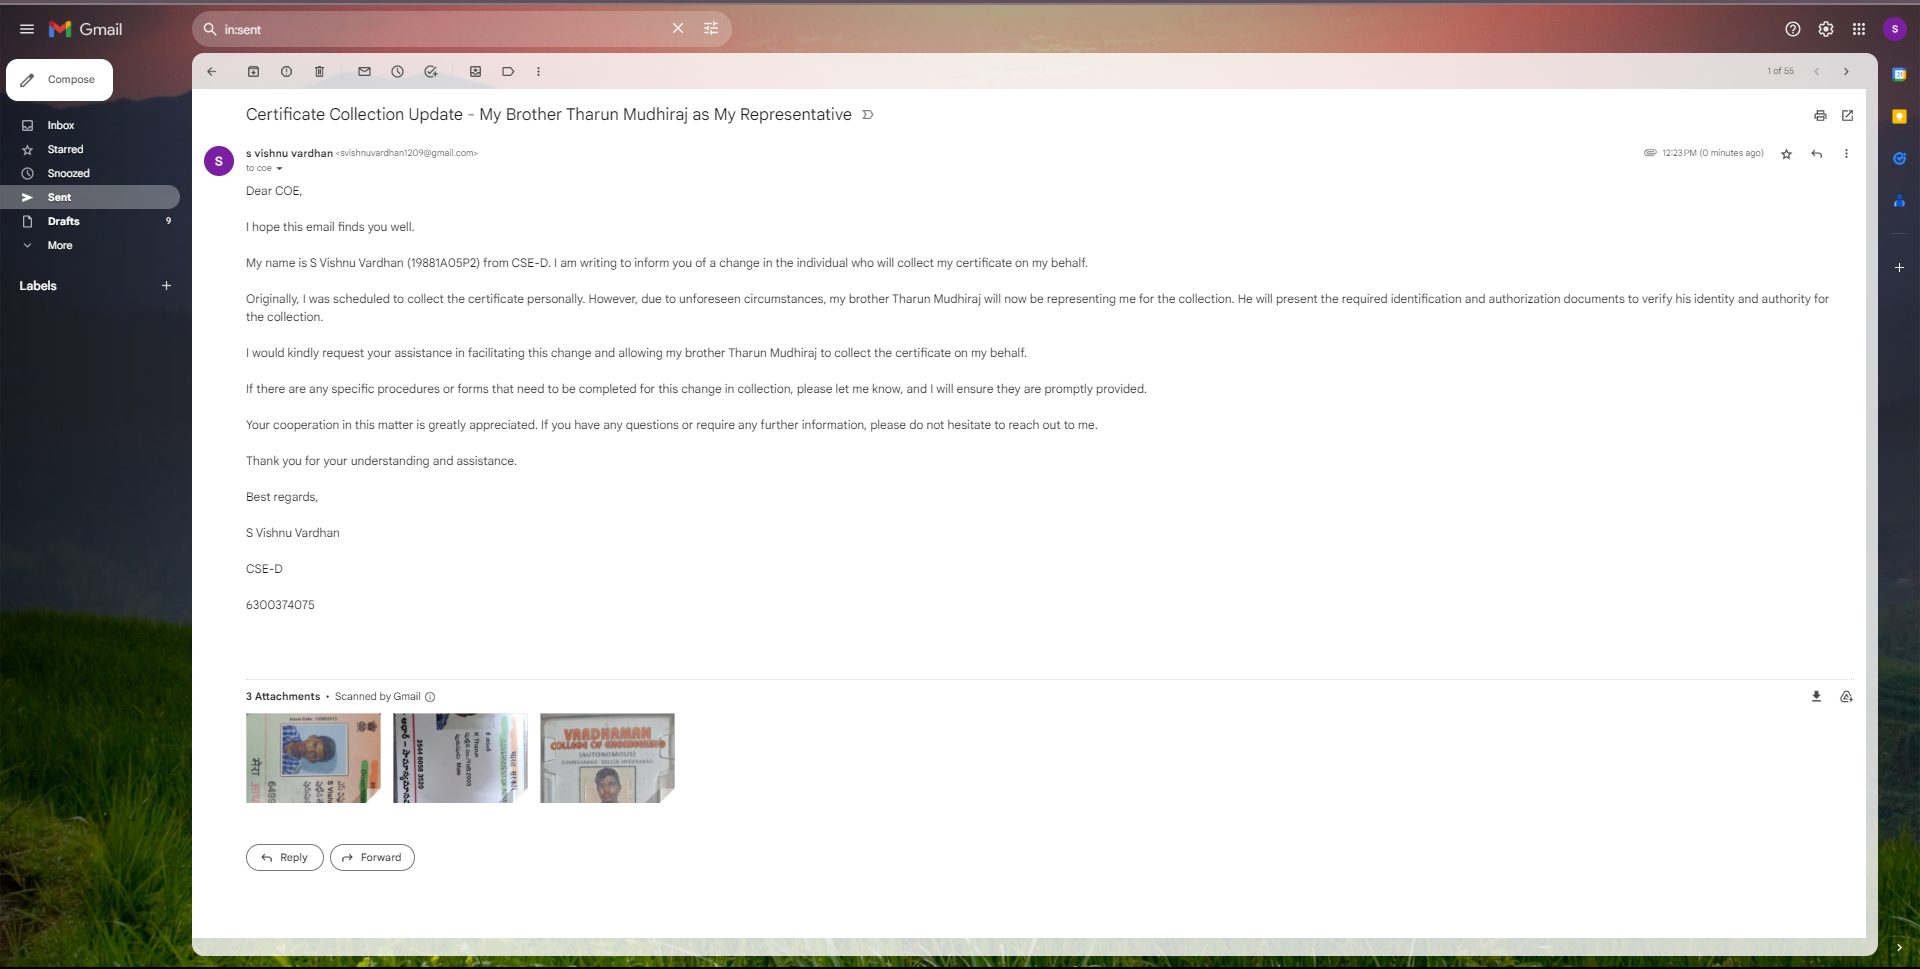 Gmail
in:sent
S
Compose
1 of 55
Inbox
Starred
Snoozed
Sent
Drafts 9
More
Labels
Certificate Collection Update - My Brother Tharun Mudhiraj as My Representative
S
s vishnu vardhan <svishnuvardhan1209@gmail.com>
12:23 PM (0 minutes ago)
to coe
Dear COE,
I hope this email finds you well.
My name is S Vishnu Vardhan (19881A05P2) from CSE-D. I am writing to inform you of a change in the individual who will collect my certificate on my behalf.
Originally, I was scheduled to collect the certificate personally. However, due to unforeseen circumstances, my brother Tharun Mudhiraj will now be representing me for the collection. He will present the required identification and authorization documents to verify his identity and authority for
the collection.
I would kindly request your assistance in facilitating this change and allowing my brother Tharun Mudhiraj to collect the certificate on my behalf.
If there are any specific procedures or forms that need to be completed for this change in collection, please let me know, and I will ensure they are promptly provided.
Your cooperation in this matter is greatly appreciated. If you have any questions or require any further information, please do not hesitate to reach out to me.
Thank you for your understanding and assistance.
Best regards,
S Vishnu Vardhan
CSE-D
6300374075
3 Attachments • Scanned by Gmail
K Tharun
Male
VARDHAMAN
COLLEGE OF ENGINEERING
(AUTONOMOUS)
Reply
Forward